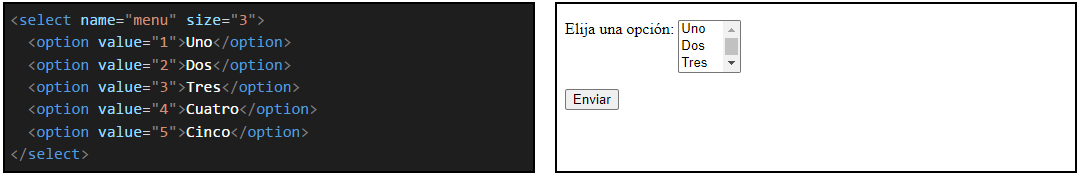 <select name="menu" size="3">
<option value="1">Uno</option>
<option value="2">Dos</option>
<option value="3">Tres</option>
<option value="4">Cuatro</option>
<option value="5">Cinco</option>
</select>
Elija una opción: Uno
Dos
Tres
Enviar